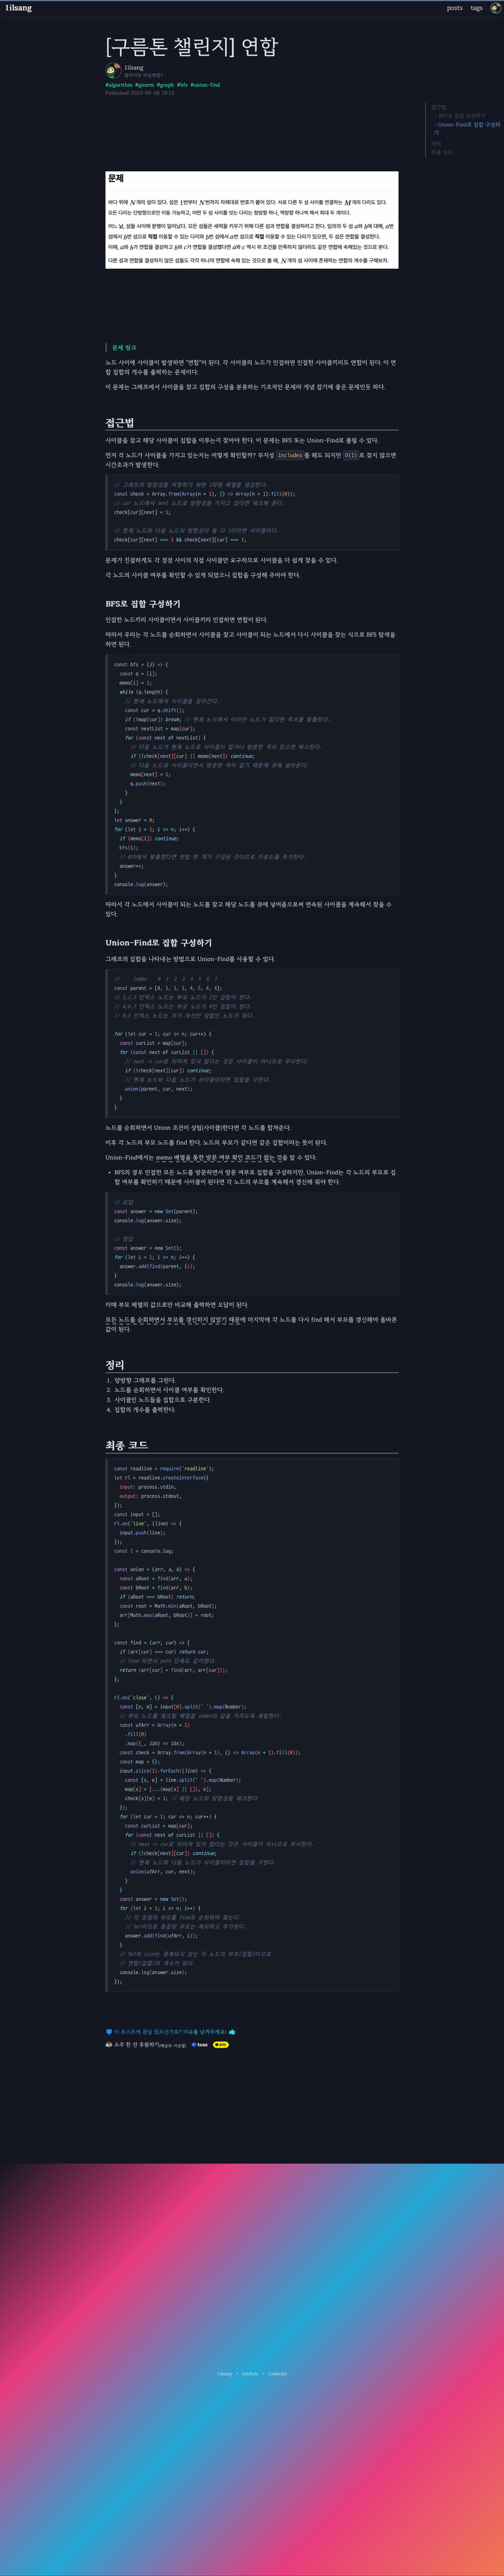 1ilsang
posts
tags
[구름톤 챌린지] 연합
1ilsang
클라이밍 하실래염?
#algorithm #goorm #graph #bfs #union-find
Published 2023-09-06 19:12
접근법
- BFS로 집합 구성하기
- Union-Find로 집합 구성하
기
정리
최종 코드
문제
바다 위에 N개의 섬이 있다. 섬은 1번부터 N번까지 차례대로 번호가 붙어 있다. 서로 다른 두 섬 사이를 연결하는 M개의 다리도 있다.
모든 다리는 단방향으로만 이동 가능하고, 어떤 두 섬 사이를 잇는 다리는 정방향 하나, 역방향 하나씩 해서 최대 두 개이다.
어느 날, 섬들 사이에 분쟁이 일어났다. 모든 섬들은 세력을 키우기 위해 다른 섬과 연합을 결성하려고 한다. 임의의 두 섬 a와 b에 대해, a번
섬에서 b번 섬으로 직접 이동할 수 있는 다리와 b번 섬에서 a번 섬으로 직접 이동할 수 있는 다리가 있으면, 두 섬은 연합을 결성한다.
이때, a와 b가 연합을 결성하고 b와 c가 연합을 결성했다면 a와 c 역시 위 조건을 만족하지 않더라도 같은 연합에 속해있는 것으로 본다.
다른 섬과 연합을 결성하지 않은 섬들도 각각 하나의 연합에 속해 있는 것으로 볼 때, N개의 섬 사이에 존재하는 연합의 개수를 구해보자.
문제 링크
노드 사이에 사이클이 발생하면 "연합"이 된다. 각 사이클의 노드가 인접하면 인접한 사이클끼리도 연합이 된다. 이 연
합 집합의 개수를 출력하는 문제이다.
이 문제는 그래프에서 사이클을 찾고 집합의 구성을 분류하는 기초적인 문제라 개념 잡기에 좋은 문제인듯 하다.
접근법
사이클을 찾고 해당 사이클이 집합을 이루는지 찾아야 한다. 이 문제는 BFS 또는 Union-Find로 풀릴 수 있다.
먼저 각 노드가 사이클을 가지고 있는지는 어떻게 확인할까? 무지성 includes 를 해도 되지만 O(1) 로 찾지 않으면
시간초과가 발생한다.
// 그래프의 방향성을 저장하기 위한 2차원 배열을 생성한다.
const check = Array.from(Array(n + 1), () => Array(n + 1).fill(0));
// cur 노드에서 next 노드로 방향성을 가지고 있다면 체크해 준다.
check[cur][next] = 1;
// 현재 노드와 다음 노드의 방향성이 둘 다 1이라면 사이클이다.
check[cur][next] === 1 && check[next][cur] === 1;
문제가 친절하게도 각 정점 사이의 직접 사이클만 요구하므로 사이클을 더 쉽게 찾을 수 있다.
각 노드의 사이클 여부를 확인할 수 있게 되었으니 집합을 구성해 주어야 한다.
BFS로 집합 구성하기
인접한 노드끼리 사이클이면서 사이클끼리 인접하면 연합이 된다.
따라서 우리는 각 노드를 순회하면서 사이클을 찾고 사이클이 되는 노드에서 다시 사이클을 찾는 식으로 BFS 탐색을
하면 된다.
const bfs = (i) => {
const q = [i];
memo[i] = 1;
while (q.length) {
// 현재 노드에서 사이클을 찾아간다.
const cur = q.shift();
if (!map[cur]) break; // 현재 노드에서 이어진 노드가 없다면 루프를 탈출한다.
const nextList = map[cur];
for (const next of nextList) {
// 다음 노드가 현재 노드로 사이클이 없거나 방문한 적이 있으면 패스한다.
if (!check[next][cur] || memo[next]) continue;
// 다음 노드와 사이클이면서 방문한 적이 없기 때문에 큐에 넣어준다.
memo[next] = 1;
q.push(next);
}
}
};
let answer = 0;
for (let i = 1; i <= n; i++) {
if (memo[i]) continue;
bfs(i);
// BFS에서 탈출했다면 연합 한 개가 구성된 것이므로 카운트를 추가한다.
answer++;
}
console.log(answer);
따라서 각 노드에서 사이클이 되는 노드를 찾고 해당 노드를 큐에 넣어줌으로써 연속된 사이클을 계속해서 찾을 수
있다.
Union-Find로 집합 구성하기
그래프의 집합을 나타내는 방법으로 Union-Find를 사용할 수 있다.
// index 0 1 2 3 4 5 6 7
const parent = [0, 1, 1, 1, 4, 5, 4, 4];
// 1,2,3 인덱스 노드는 부모 노드가 1인 집합이 된다.
// 4,6,7 인덱스 노드는 부모 노드가 4인 집합이 된다.
// 0,5 인덱스 노드는 자기 자신인 집합인 노드가 된다.
for (let cur = 1; cur <= n; cur++) {
const curList = map[cur];
for (const next of curList || []) {
// next -> cur로 이어져 있지 않다는 것은 사이클이 아니므로 무시한다.
if (!check[next][cur]) continue;
// 현재 노드와 다음 노드가 사이클이라면 집합을 구한다.
union(parent, cur, next);
}
}
노드를 순회하면서 Union 조건이 성립(사이클)한다면 각 노드를 합쳐준다.
이후 각 노드의 부모 노드를 find 한다. 노드의 부모가 같다면 같은 집합이라는 뜻이 된다.
Union-Find에서는 memo 배열을 통한 방문 여부 확인 코드가 없는 것을 알 수 있다.
• BFS의 경우 인접한 모든 노드를 방문하면서 방문 여부로 집합을 구성하지만, Union-Find는 각 노드의 부모로 집
합 여부를 확인하기 때문에 사이클이 된다면 각 노드의 부모를 계속해서 갱신해 줘야 한다.
// 오답
const answer = new Set(parent);
console.log(answer.size);
// 정답
const answer = new Set();
for (let i = 1; i <= n; i++) {
answer.add(find(parent, i));
}
console.log(answer.size);
이때 부모 배열의 값으로만 비교해 출력하면 오답이 된다.
모든 노드를 순회하면서 부모를 갱신하지 않았기 때문에 마지막에 각 노드를 다시 find 해서 부모를 갱신해야 올바른
값이 된다.
정리
1. 양방향 그래프를 그린다.
2. 노드를 순회하면서 사이클 여부를 확인한다.
3. 사이클인 노드들을 집합으로 구분한다.
4. 집합의 개수를 출력한다.
최종 코드
const readline = require('readline');
let rl = readline.createInterface({
input: process.stdin,
output: process.stdout,
});
const input = [];
rl.on('line', (line) => {
input.push(line);
});
const l = console.log;
const union = (arr, a, b) => {
const aRoot = find(arr, a);
const bRoot = find(arr, b);
if (aRoot === bRoot) return;
const root = Math.min(aRoot, bRoot);
arr[Math.max(aRoot, bRoot)] = root;
};
const find = (arr, cur) => {
if (arr[cur] === cur) return cur;
// find 하면서 path 단축도 같이한다.
return (arr[cur] = find(arr, arr[cur]));
};
rl.on('close', () => {
const [n, m] = input[0].split(' ').map(Number);
// 부모 노드를 체크할 배열을 index와 값을 가지도록 세팅한다.
const ufArr = Array(n + 1)
.fill(0)
.map((_, idx) => idx);
const check = Array.from(Array(n + 1), () => Array(n + 1).fill(0));
const map = {};
input.slice(1).forEach((line) => {
const [s, e] = line.split(' ').map(Number);
map[s] = [...(map[s] || []), e];
check[s][e] = 1; // 해당 노드의 방향성을 체크한다
});
for (let cur = 1; cur <= n; cur++) {
const curList = map[cur];
for (const next of curList || []) {
// next -> cur로 이어져 있지 않다는 것은 사이클이 아니므로 무시한다.
if (!check[next][cur]) continue;
// 현재 노드와 다음 노드가 사이클이라면 집합을 구한다.
union(ufArr, cur, next);
}
}
const answer = new Set();
for (let i = 1; i <= n; i++) {
// 각 정점의 부모를 find로 순회하며 찾는다.
// Set이므로 중첩된 부모는 제외하고 추가된다.
answer.add(find(ufArr, i));
}
// Set의 size는 중복되지 않는 각 노드의 부모(집합)이므로
// 연합(집합)의 개수가 된다.
console.log(answer.size);
});
이 포스트에 관심 있으신가요? 이슈를 남겨주세요!
소주 한 잔 후원하기(예금주: 이상철) toss pay
1ilsang • GitHub • LinkedIn